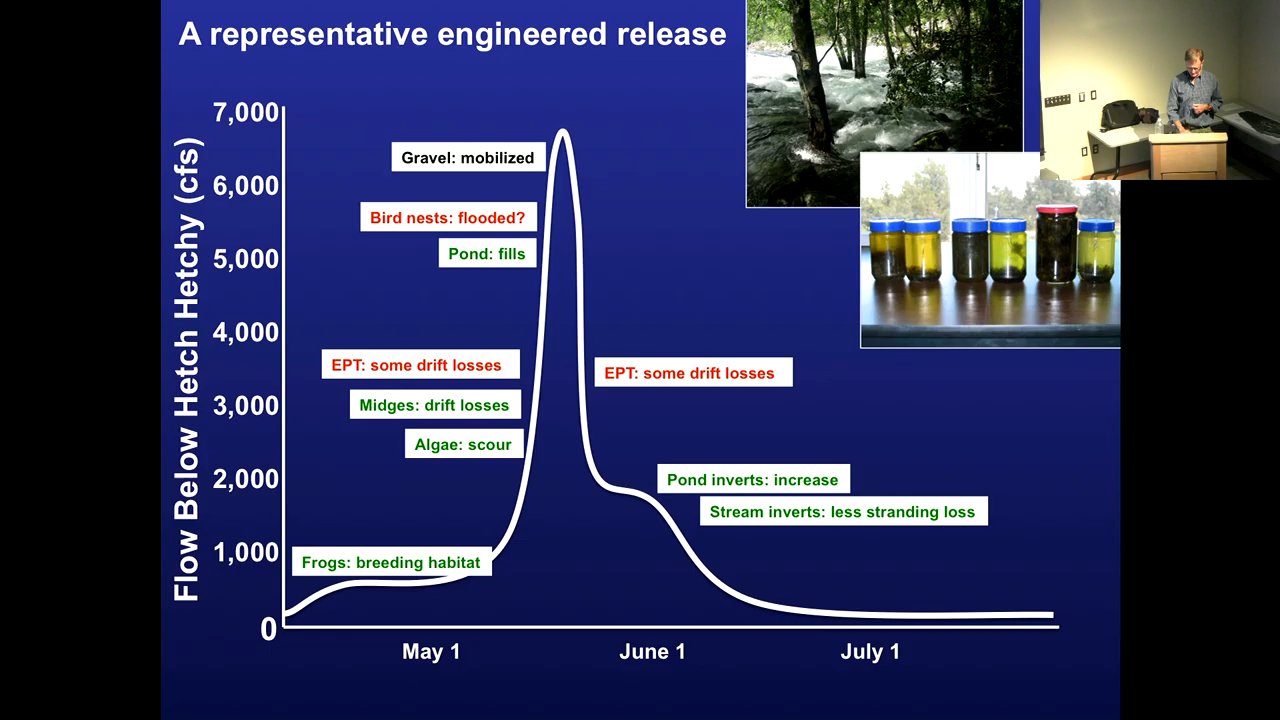 A representative engineered release
Flow Below Hetch Hetchy (cfs)
7,000
6,000
5,000
4,000
3,000
2,000
1,000
0
Gravel: mobilized
Bird nests: flooded?
Pond: fills
EPT: some drift losses
Midges: drift losses
Algae: scour
Frogs: breeding habitat
EPT: some drift losses
Pond inverts: increase
Stream inverts: less stranding loss
May 1
June 1
July 1